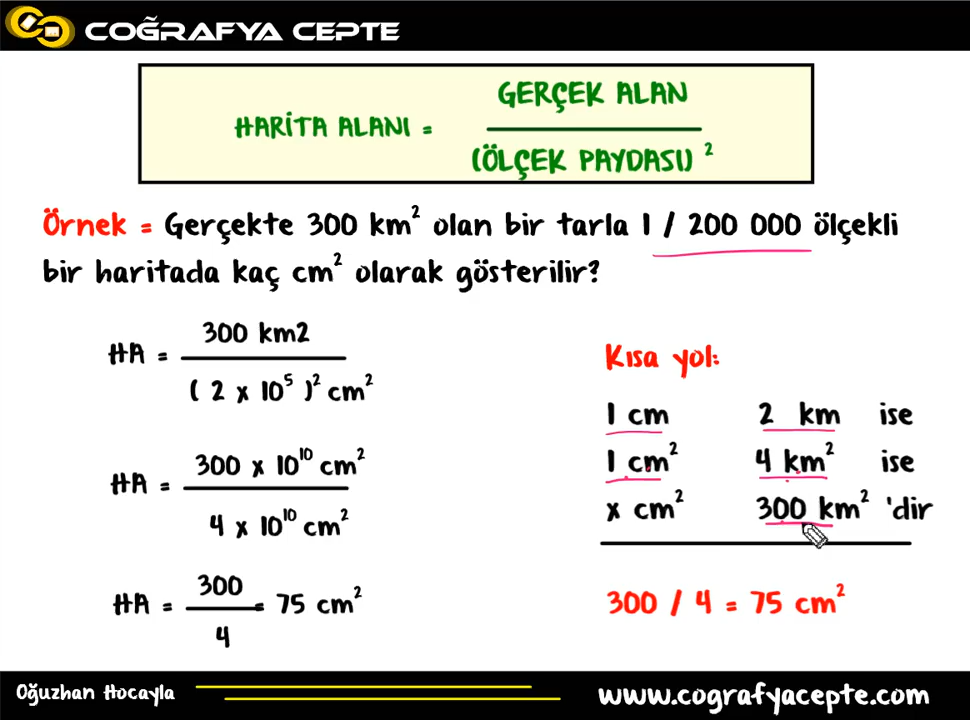 COĞRAFYA CEPTE
HARİTA ALANI = GERÇEK ALAN / (ÖLÇEK PAYDASI)²
Örnek = Gerçekte 300 km² olan bir tarla 1 / 200 000 ölçekli
bir haritada kaç cm² olarak gösterilir?
HA = 300 km2 / ( 2 x 10⁵ )² cm²
HA = 300 x 10¹⁰ cm² / 4 x 10¹⁰ cm²
HA = 300 / 4 = 75 cm²
Kısa yol:
1 cm 2 km ise
1 cm² 4 km² ise
x cm² 300 km² 'dir
300 / 4 = 75 cm²
Oğuzhan Hocayla
www.cografyacepte.com